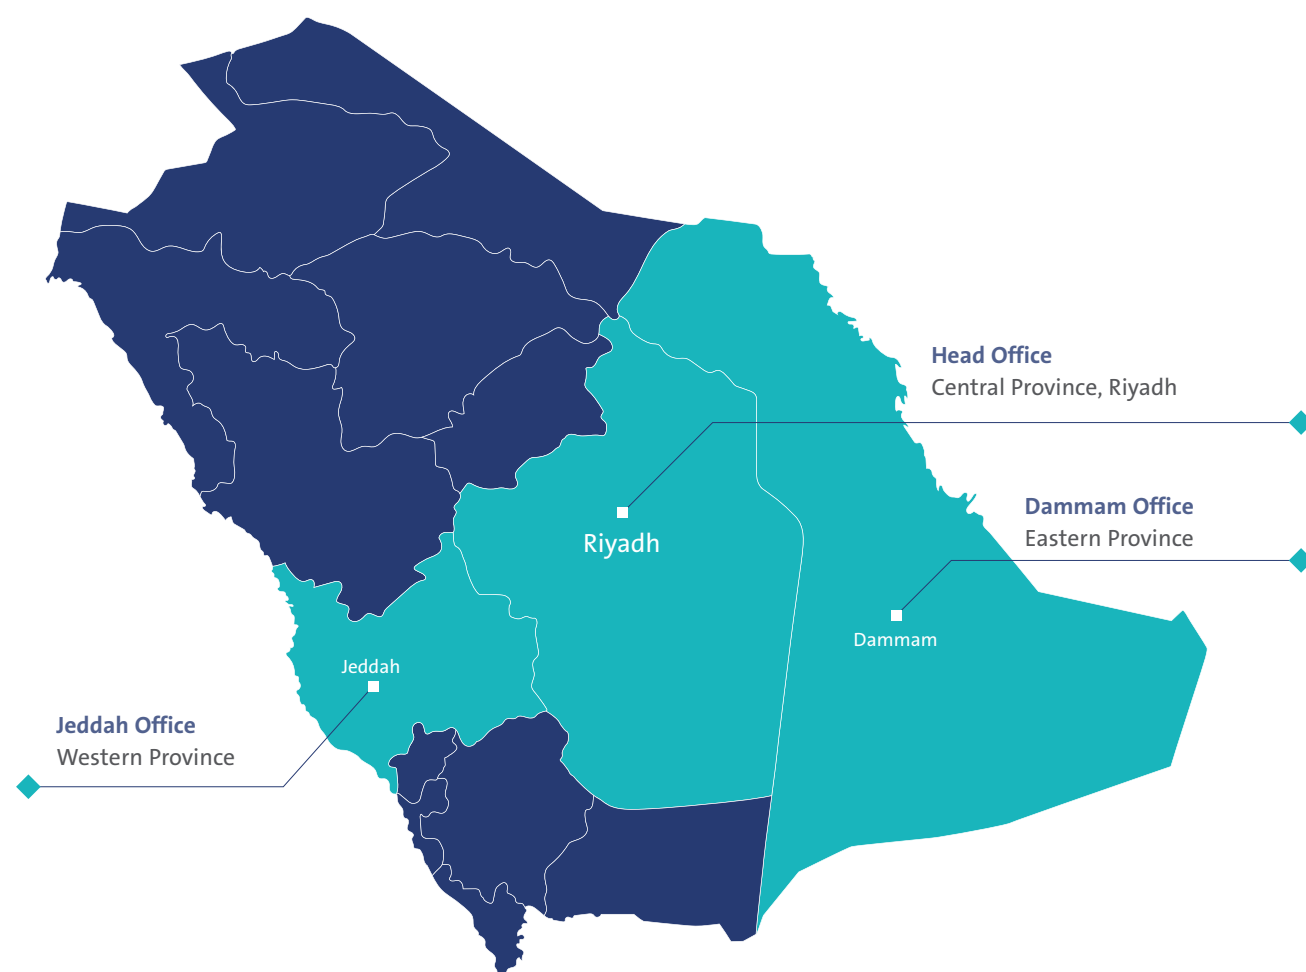 Head Office
Central Province, Riyadh
Dammam Office
Eastern Province
Riyadh
Dammam
Jeddah
Jeddah Office
Western Province